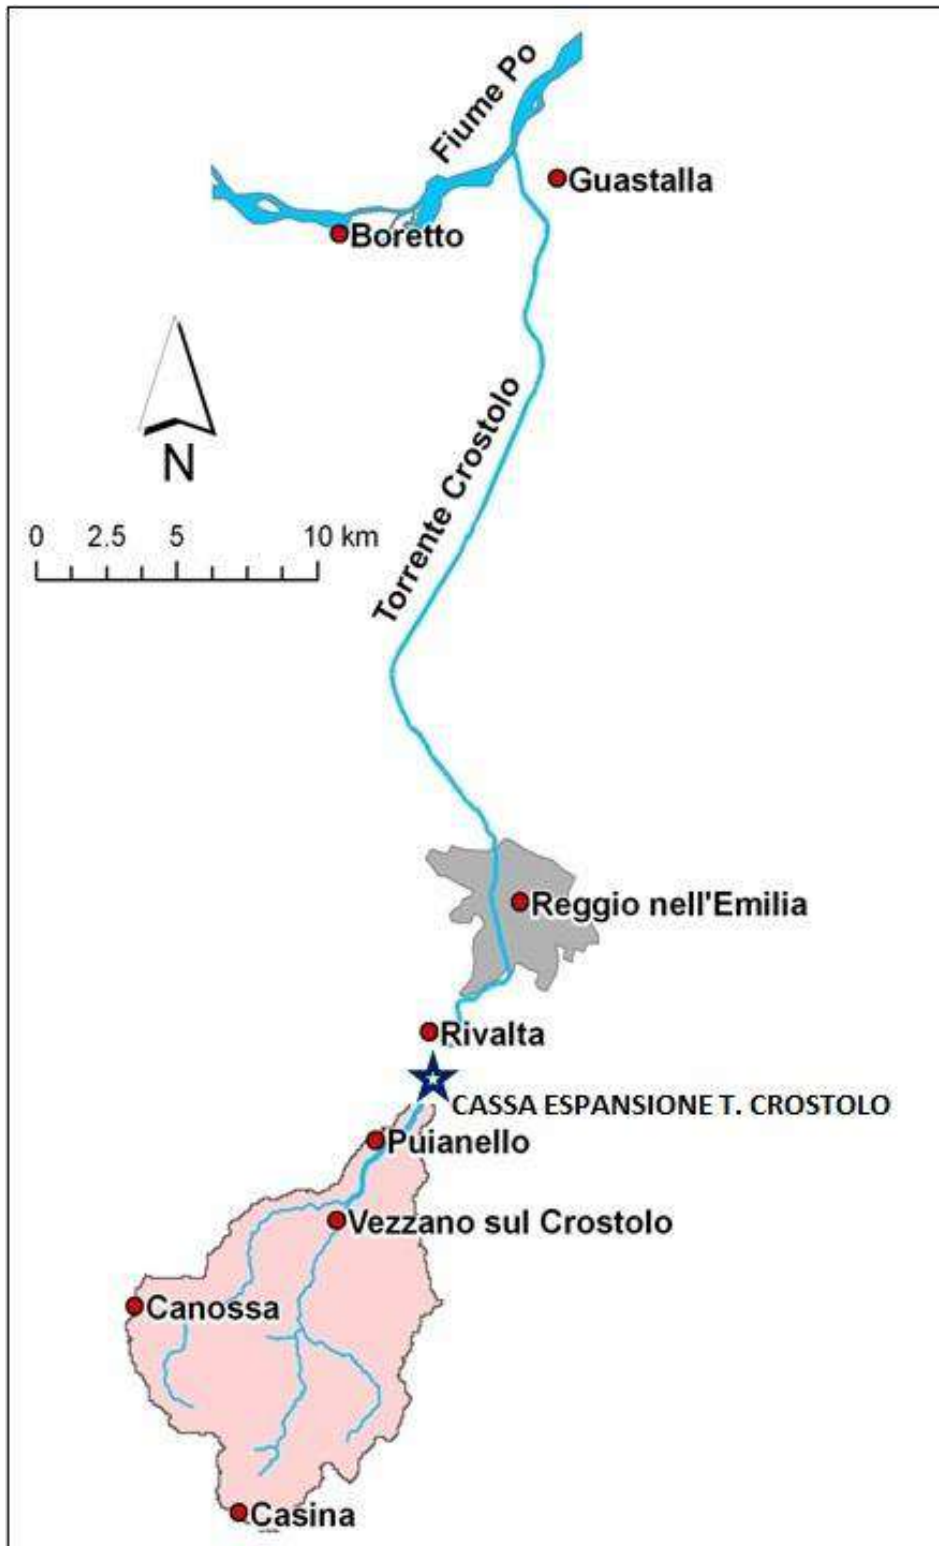 Fiume Po
Guastalla
Boretto
N
0 2.5 5 10 km
Torrente Crostolo
Reggio nell'Emilia
Rivalta
CASSA ESPANSIONE T. CROSTOLO
Puianello
Vezzano sul Crostolo
Canossa
Casina